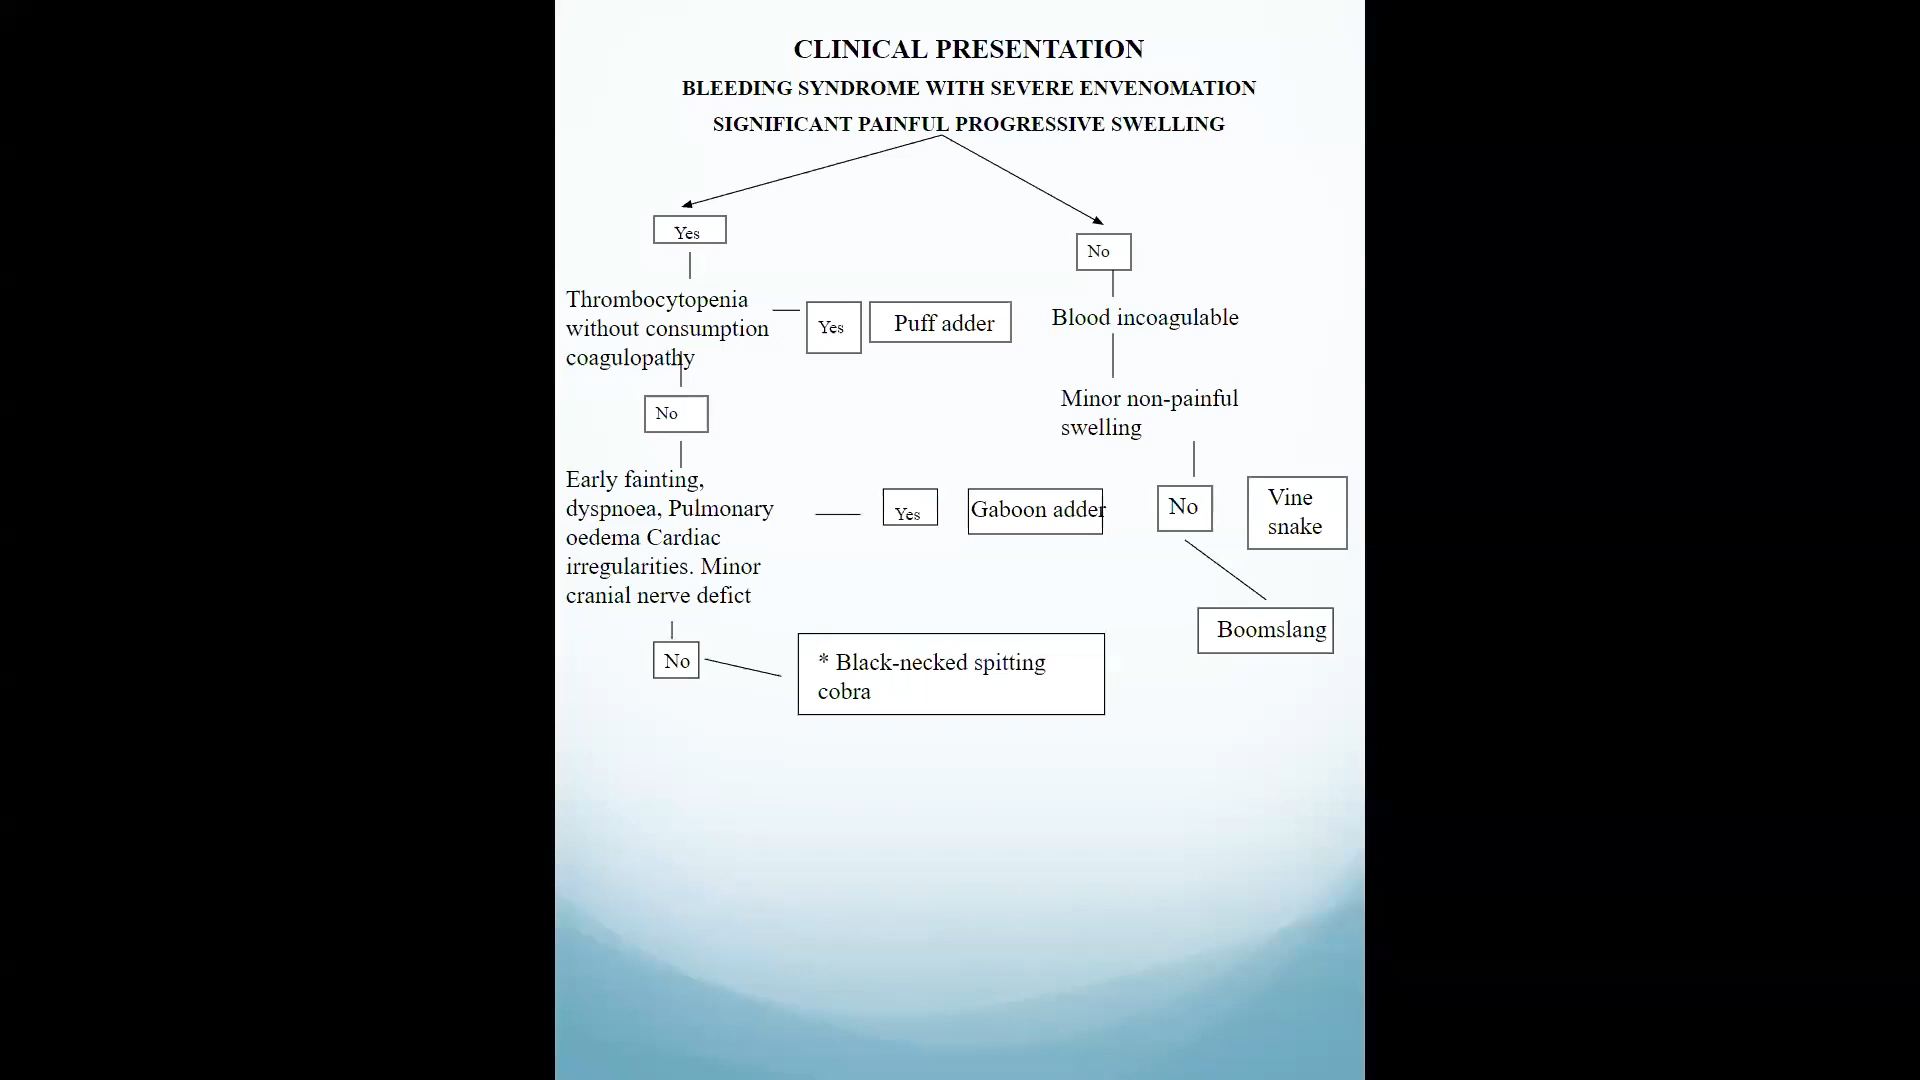 CLINICAL PRESENTATION
BLEEDING SYNDROME WITH SEVERE ENVENOMATION
SIGNIFICANT PAINFUL PROGRESSIVE SWELLING
Yes
No
Thrombocytopenia
without consumption
coagulopathy
Yes
Puff adder
Blood incoagulable
No
Minor non-painful
swelling
Early fainting,
dyspnoea, Pulmonary
oedema Cardiac
irregularities. Minor
cranial nerve defict
Yes
Gaboon adder
No
Vine
snake
Boomslang
No
* Black-necked spitting
cobra